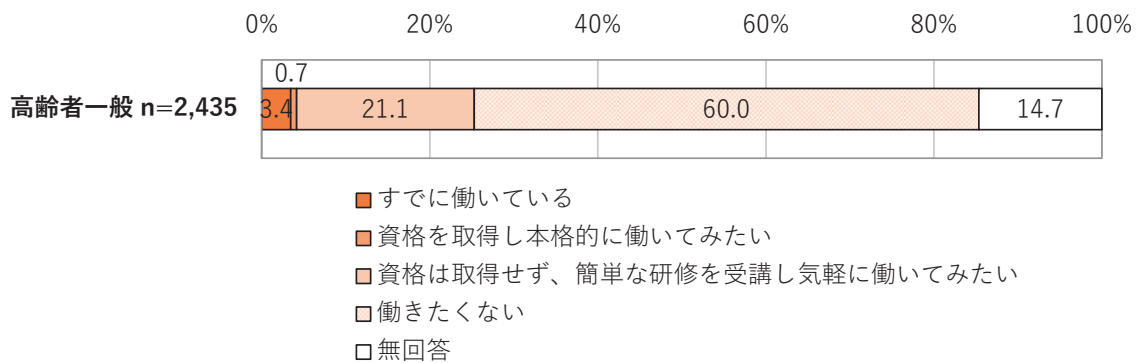 0% 20% 40% 60% 80% 100%
0.7
高齢者一般 n=2,435 3.4 21.1 60.0 14.7
すでに働いている
資格を取得し本格的に働いてみたい
資格は取得せず、簡単な研修を受講し気軽に働いてみたい
働きたくない
無回答